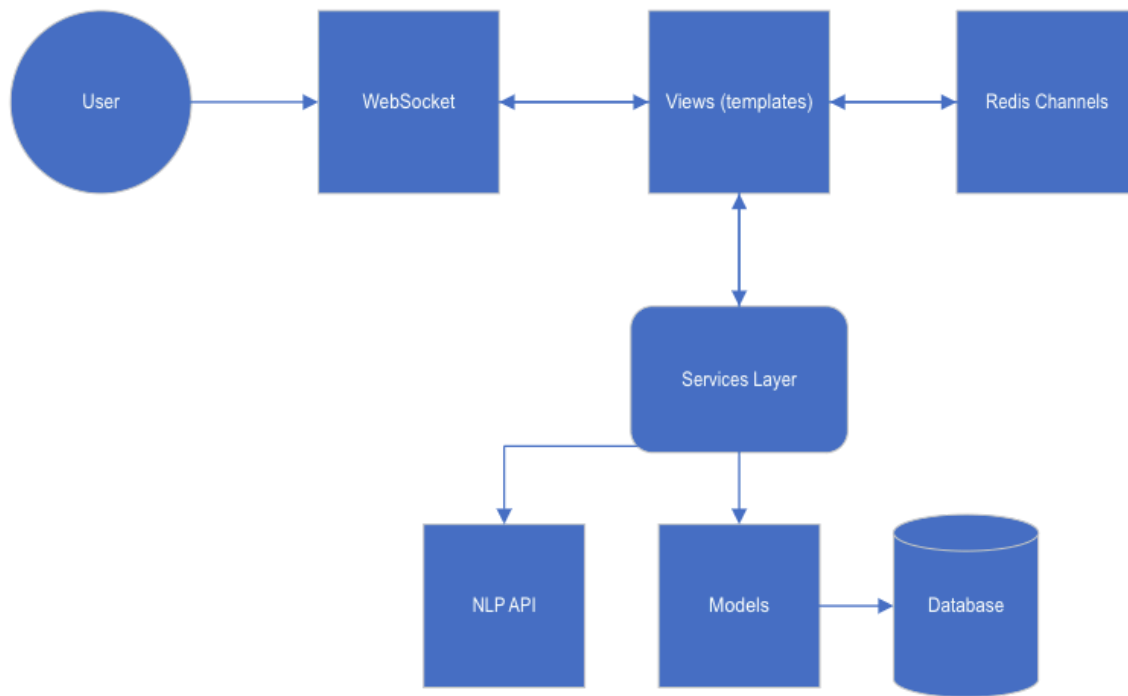 User
WebSocket
Views (templates)
Redis Channels
Services Layer
NLP API
Models
Database